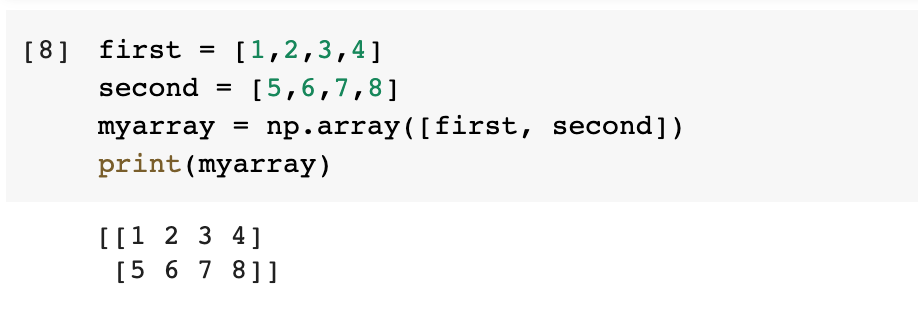 [8] first = [1,2,3,4]
second = [5,6,7,8]
myarray = np.array([first, second])
print(myarray)
[[1 2 3 4]
 [5 6 7 8]]